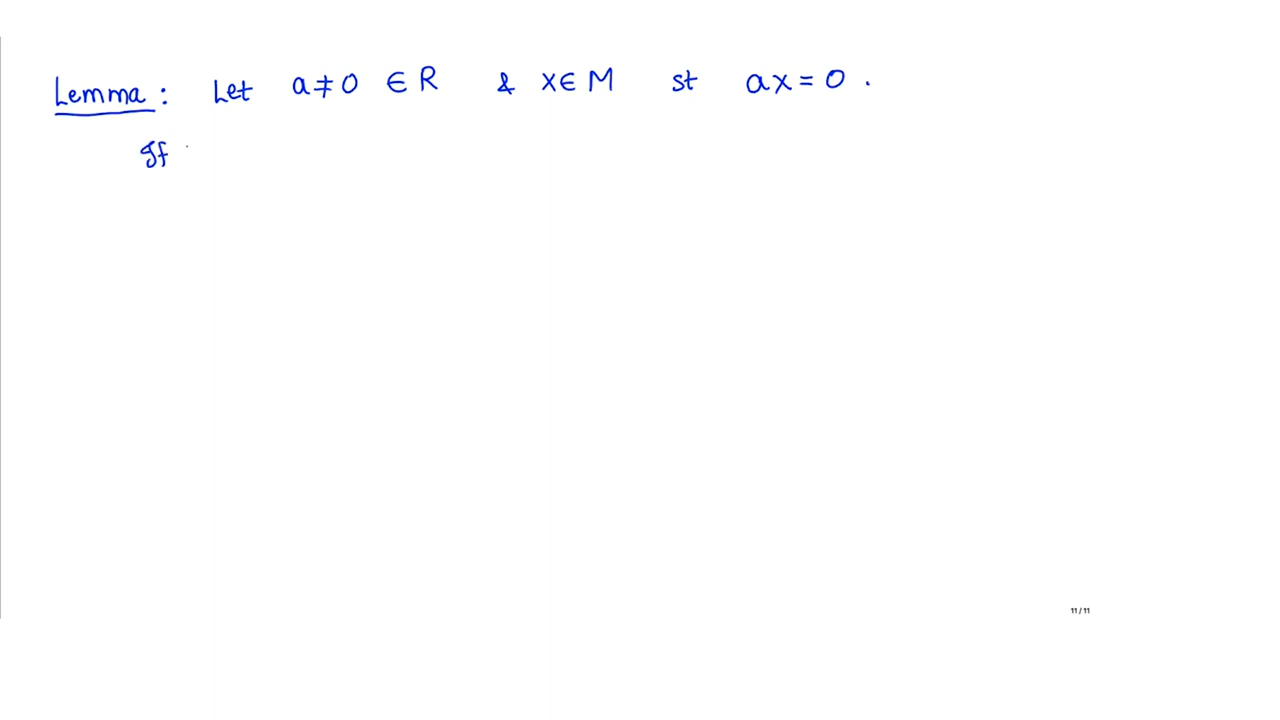 Lemma : Let a ≠ 0 ∈ R & x ∈ M st ax = 0 .
If
11 / 11